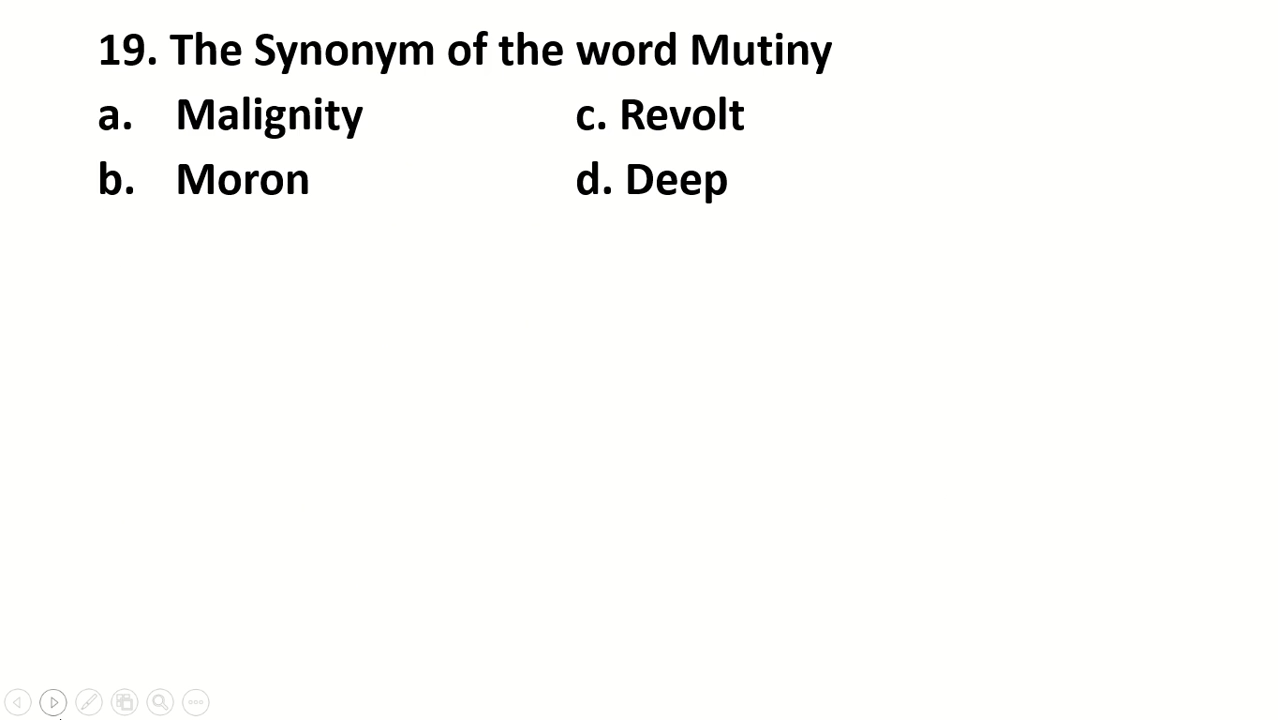 19. The Synonym of the word Mutiny
a. Malignity c. Revolt
b. Moron d. Deep